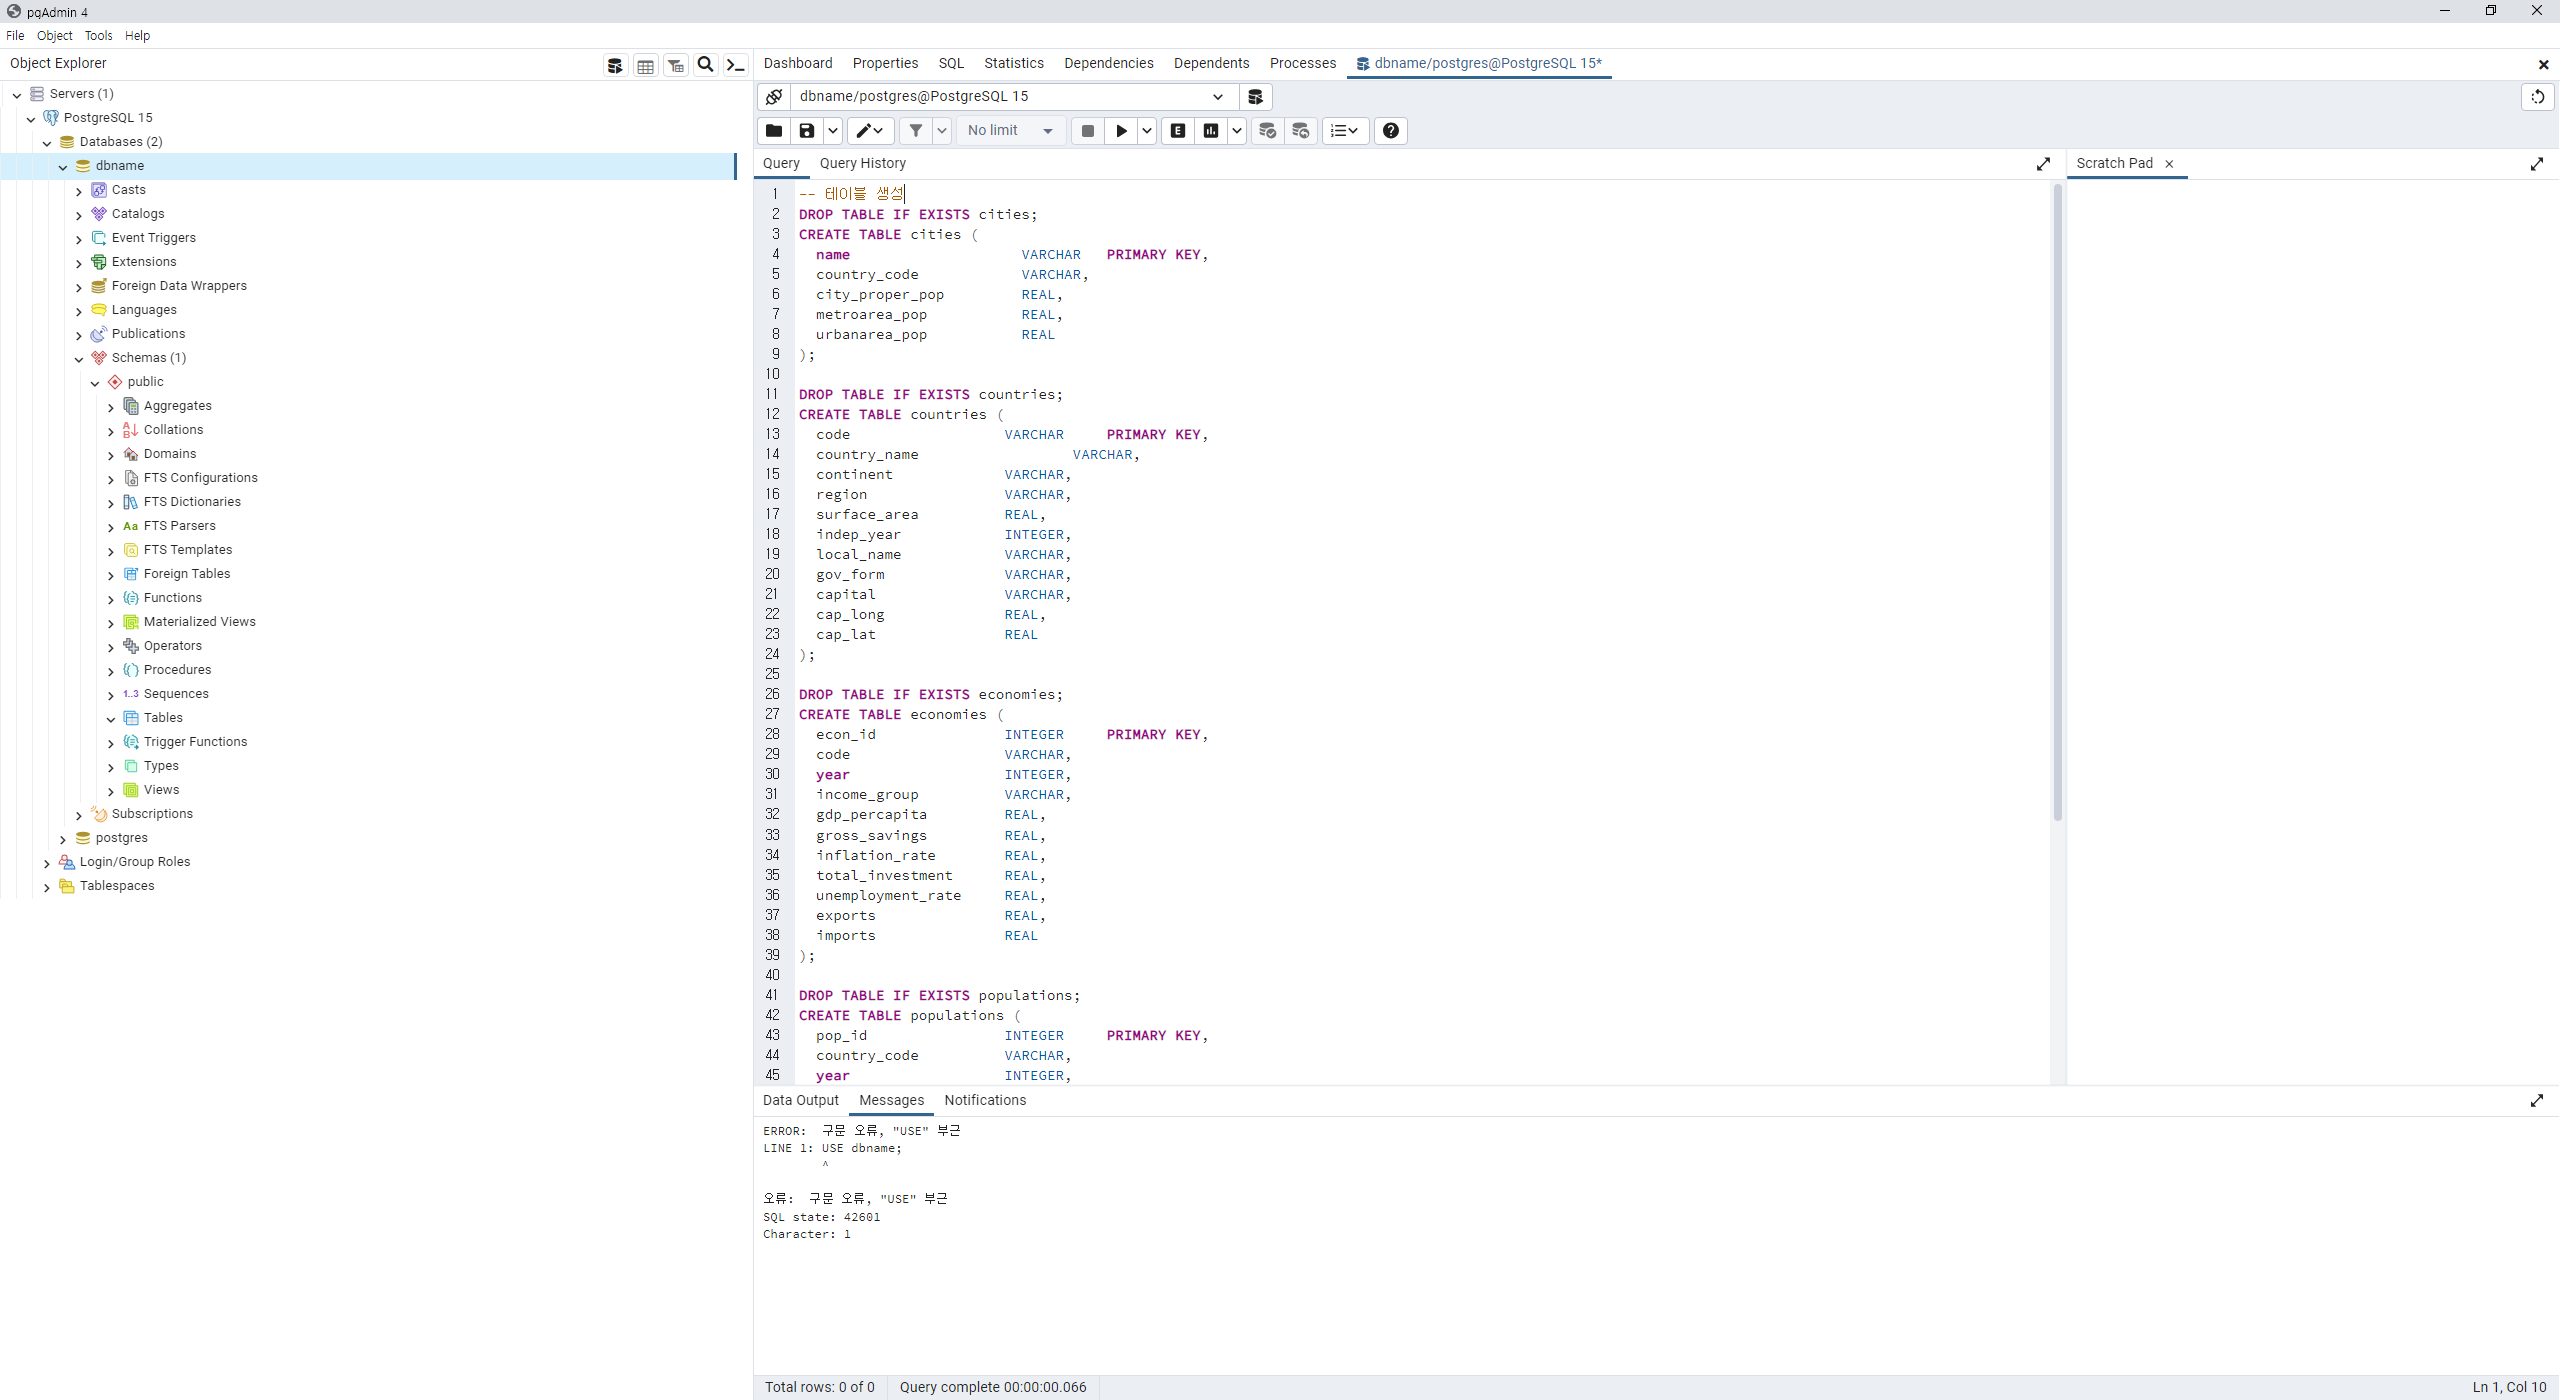 pgAdmin 4
File Object Tools Help
Object Explorer
Servers (1)
PostgreSQL 15
Databases (2)
dbname
Casts
Catalogs
Event Triggers
Extensions
Foreign Data Wrappers
Languages
Publications
Schemas (1)
public
Aggregates
Collations
Domains
FTS Configurations
FTS Dictionaries
Aa FTS Parsers
FTS Templates
Foreign Tables
Functions
Materialized Views
Operators
Procedures
1..3 Sequences
Tables
Trigger Functions
Types
Views
Subscriptions
postgres
Login/Group Roles
Tablespaces
Dashboard Properties SQL Statistics Dependencies Dependents Processes dbname/postgres@PostgreSQL 15*
dbname/postgres@PostgreSQL 15
No limit E
Query Query History
Scratch Pad
1 -- 테이블 생성
2 DROP TABLE IF EXISTS cities;
3 CREATE TABLE cities (
4 name VARCHAR PRIMARY KEY,
5 country_code VARCHAR,
6 city_proper_pop REAL,
7 metroarea_pop REAL,
8 urbanarea_pop REAL
9 );
10
11 DROP TABLE IF EXISTS countries;
12 CREATE TABLE countries (
13 code VARCHAR PRIMARY KEY,
14 country_name VARCHAR,
15 continent VARCHAR,
16 region VARCHAR,
17 surface_area REAL,
18 indep_year INTEGER,
19 local_name VARCHAR,
20 gov_form VARCHAR,
21 capital VARCHAR,
22 cap_long REAL,
23 cap_lat REAL
24 );
25
26 DROP TABLE IF EXISTS economies;
27 CREATE TABLE economies (
28 econ_id INTEGER PRIMARY KEY,
29 code VARCHAR,
30 year INTEGER,
31 income_group VARCHAR,
32 gdp_percapita REAL,
33 gross_savings REAL,
34 inflation_rate REAL,
35 total_investment REAL,
36 unemployment_rate REAL,
37 exports REAL,
38 imports REAL
39 );
40
41 DROP TABLE IF EXISTS populations;
42 CREATE TABLE populations (
43 pop_id INTEGER PRIMARY KEY,
44 country_code VARCHAR,
45 year INTEGER,
Data Output Messages Notifications
ERROR: 구문 오류, "USE" 부근
LINE 1: USE dbname;
^
오류: 구문 오류, "USE" 부근
SQL state: 42601
Character: 1
Total rows: 0 of 0 Query complete 00:00:00.066 Ln 1, Col 10